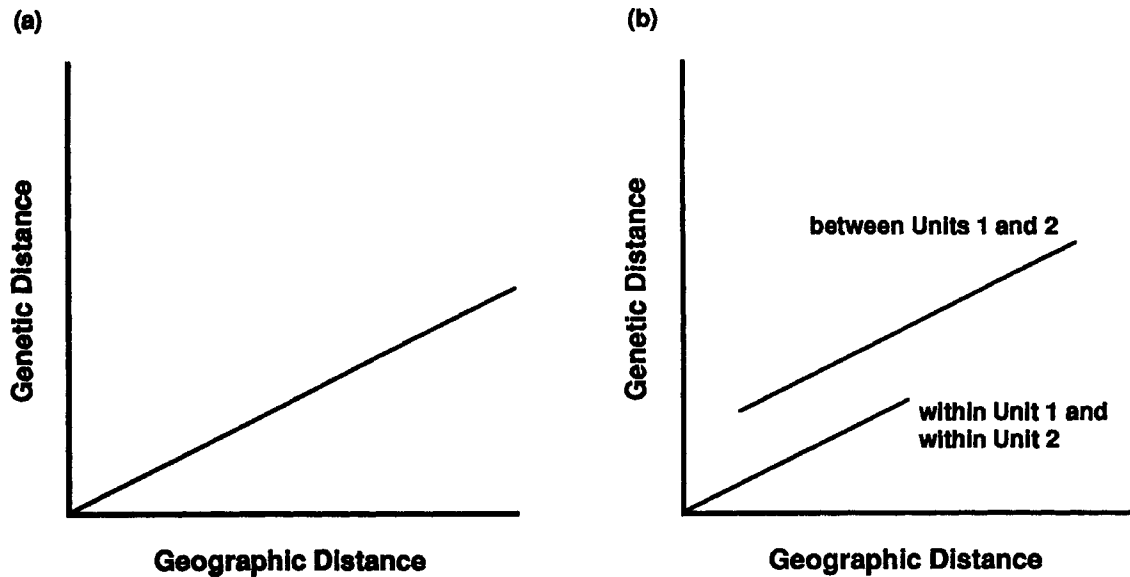 (a)
Genetic Distance
Geographic Distance
(b)
Genetic Distance
between Units 1 and 2
within Unit 1 and
within Unit 2
Geographic Distance